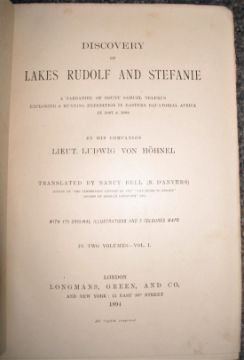 DISCOVERY
OF
LAKES RUDOLF AND STEFANIE
A NARRATIVE OF COUNT SAMUEL TELEKI'S
EXPLORING & HUNTING EXPEDITION IN EASTERN EQUATORIAL AFRICA
IN 1887 & 1888
BY HIS COMPANION
LIEUT. LUDWIG VON HÖHNEL
TRANSLATED BY NANCY BELL (N. D'ANVERS)
WITH 179 ORIGINAL ILLUSTRATIONS AND 5 COLOURED MAPS
IN TWO VOLUMES—VOL. I.
LONDON
LONGMANS, GREEN, AND CO.
AND NEW YORK: 15 EAST 16th STREET
1894
All rights reserved